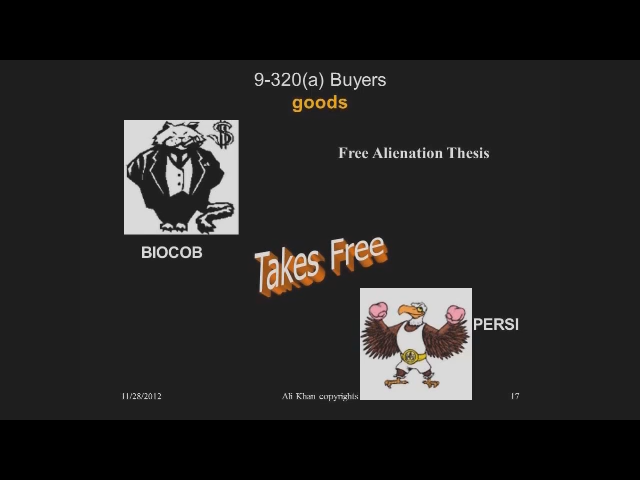 9-320(a) Buyers
goods
$
Free Alienation Thesis
BIOCOB
Takes Free
PERSI
11/28/2012
Ali Khan copyrights
17